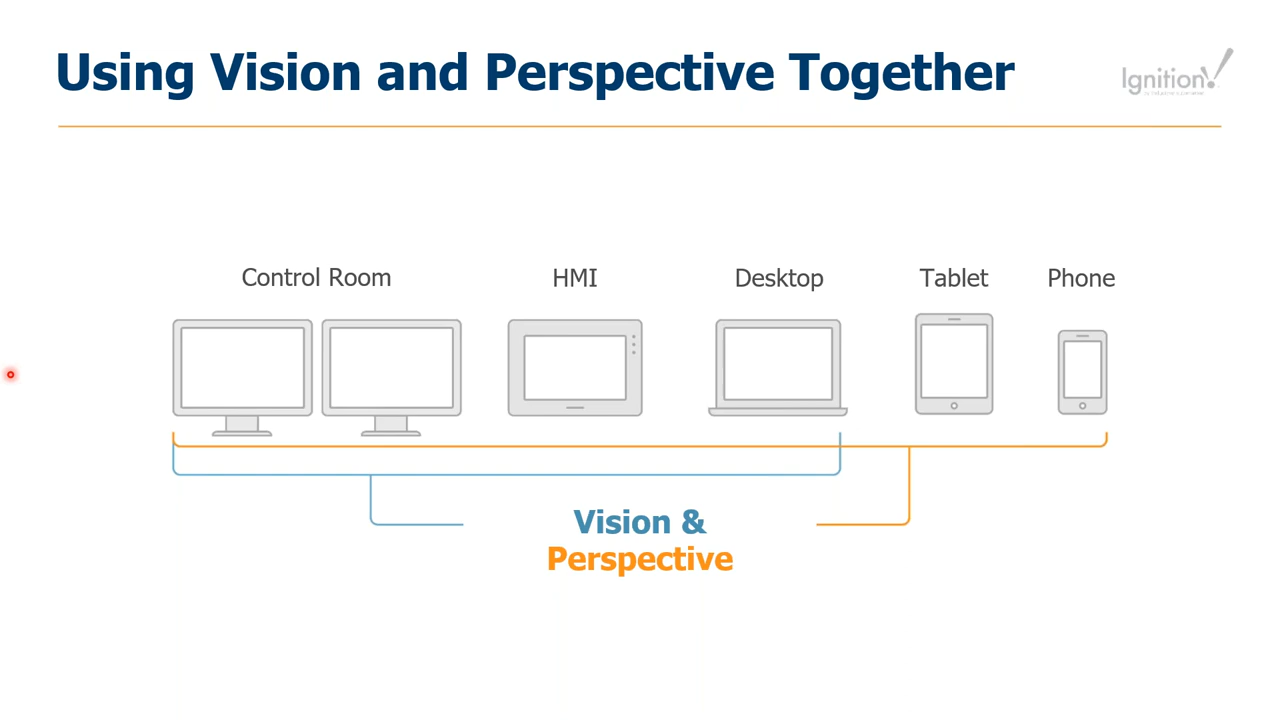 Using Vision and Perspective Together
Ignition!
Control Room
HMI
Desktop
Tablet
Phone
Vision &
Perspective